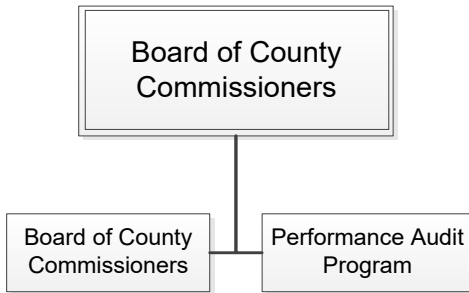 Board of County
Commissioners
Board of County
Commissioners
Performance Audit
Program